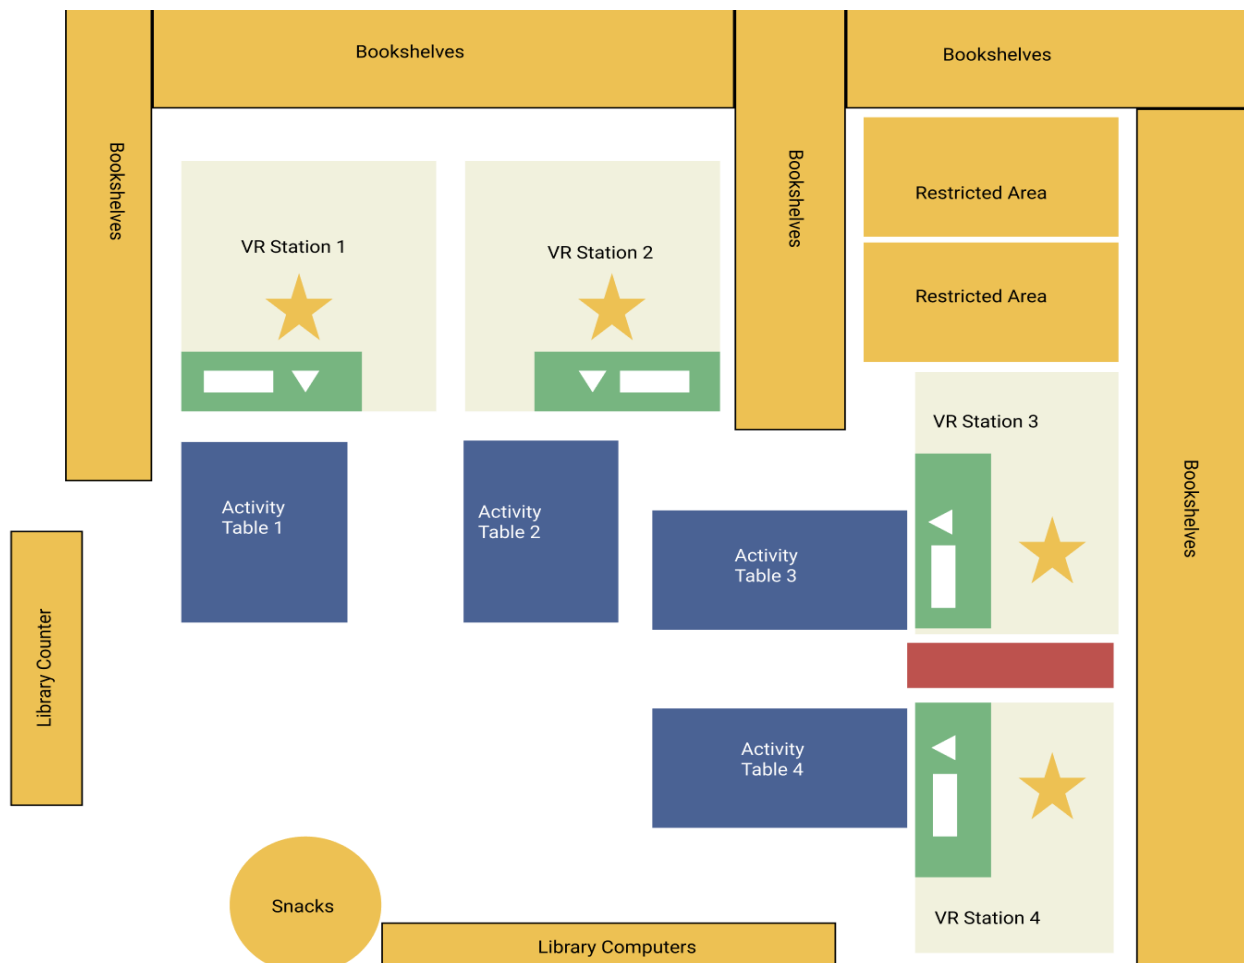 Bookshelves
Bookshelves
Bookshelves
Bookshelves
Restricted Area
VR Station 1
VR Station 2
Restricted Area
VR Station 3
Bookshelves
Activity
Table 1
Activity
Table 2
Activity
Table 3
Library Counter
Activity
Table 4
Snacks
VR Station 4
Library Computers